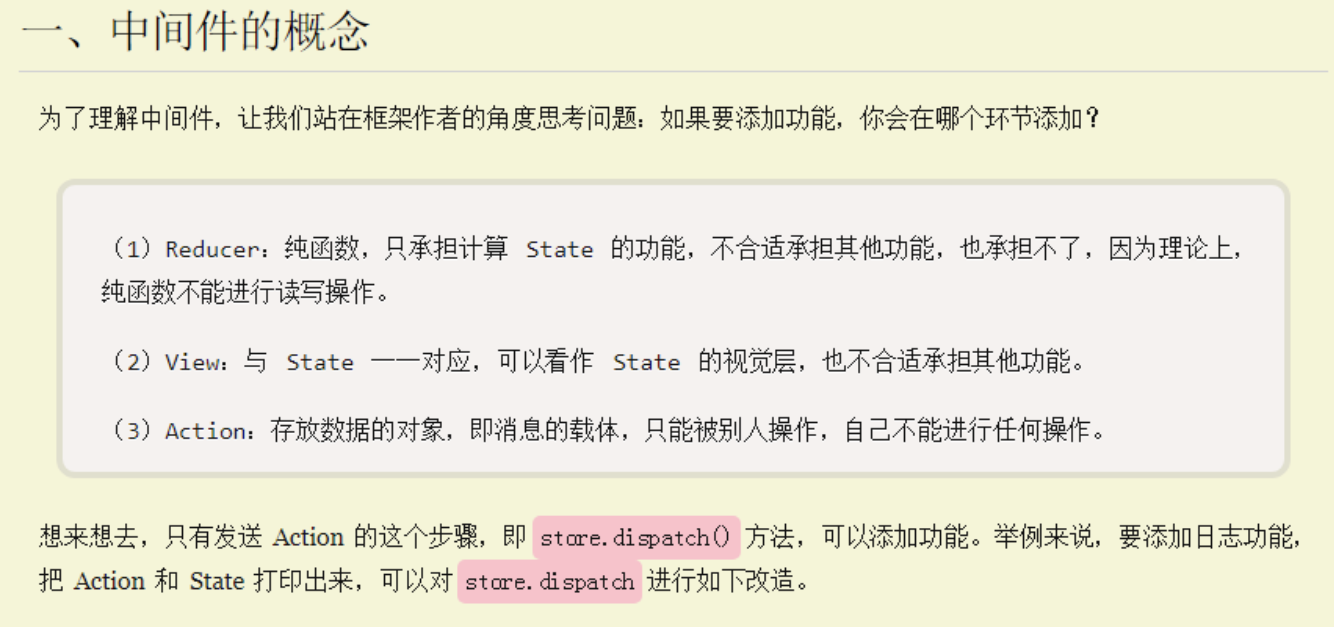 一、中间件的概念
为了理解中间件，让我们站在框架作者的角度思考问题：如果要添加功能，你会在哪个环节添加？
（1）Reducer：纯函数，只承担计算 State 的功能，不合适承担其他功能，也承担不了，因为理论上，
纯函数不能进行读写操作。
（2）View：与 State 一一对应，可以看作 State 的视觉层，也不合适承担其他功能。
（3）Action：存放数据的对象，即消息的载体，只能被别人操作，自己不能进行任何操作。
想来想去，只有发送 Action 的这个步骤，即 store.dispatch() 方法，可以添加功能。举例来说，要添加日志功能，
把 Action 和 State 打印出来，可以对 store.dispatch 进行如下改造。